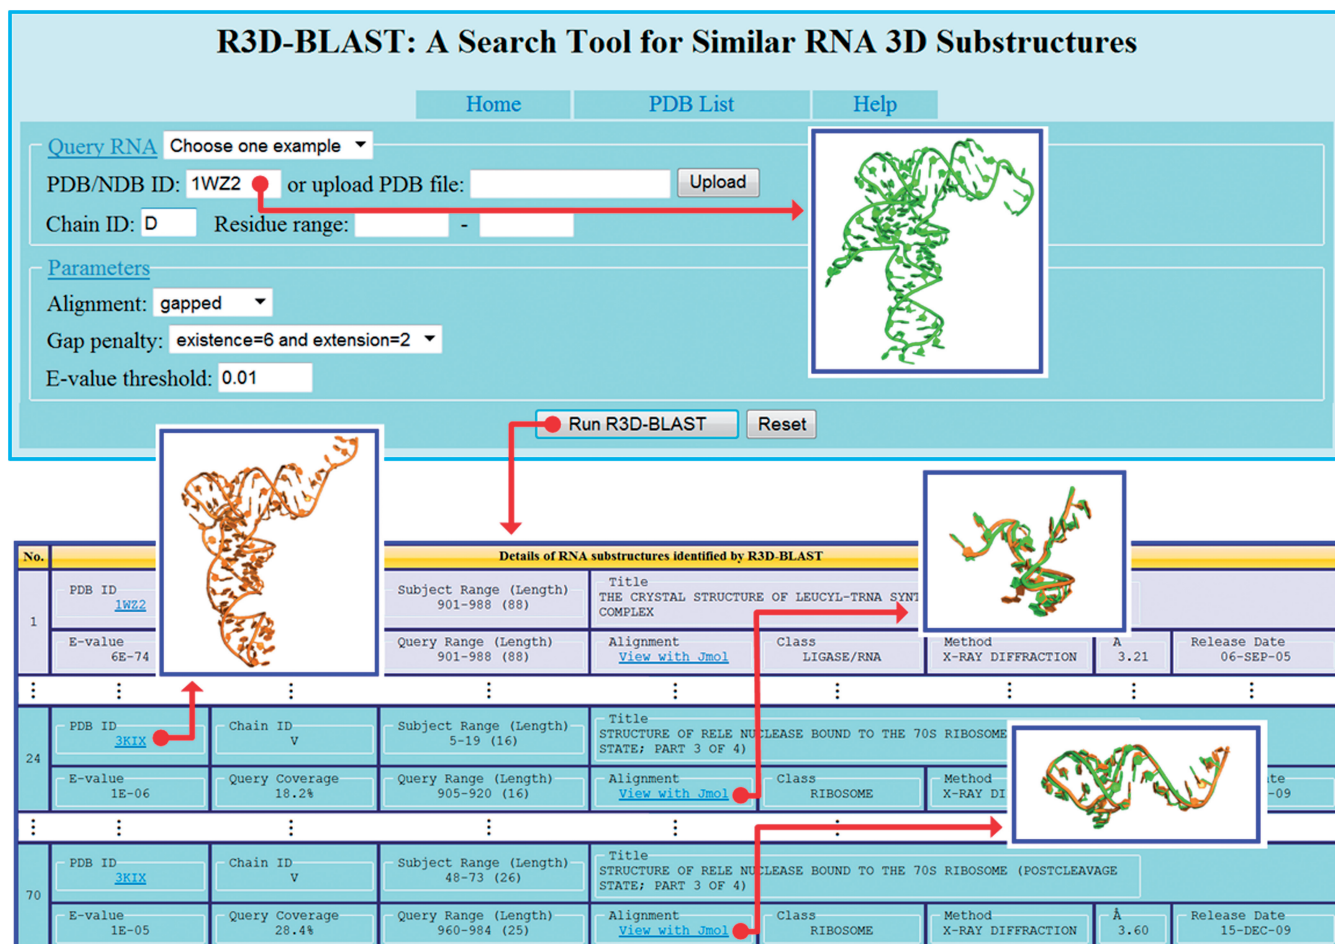 R3D-BLAST: A Search Tool for Similar RNA 3D Substructures
Home PDB List Help
Query RNA Choose one example
PDB/NDB ID: 1WZ2 or upload PDB file: Upload
Chain ID: D Residue range: -
Parameters
Alignment: gapped
Gap penalty: existence=6 and extension=2
E-value threshold: 0.01
Run R3D-BLAST Reset
No. Details of RNA substructures identified by R3D-BLAST
1
PDB ID Subject Range (Length) Title
1WZ2 901-988 (88) THE CRYSTAL STRUCTURE OF LEUCYL-TRNA
COMPLEX
E-value Query Range (Length) Alignment Class Method Å Release Date
6E-74 901-988 (88) View with Jmol LIGASE/RNA X-RAY DIFFRACTION 3.21 06-SEP-05
24
PDB ID Chain ID Subject Range (Length) Title
3KIX V 5-19 (16) STRUCTURE OF RELE NUCLEASE BOUND TO THE 70S RIBOSOME
STATE; PART 3 OF 4)
E-value Query Coverage Query Range (Length) Alignment Class Method
1E-06 18.2% 905-920 (16) View with Jmol RIBOSOME X-RAY -09
70
PDB ID Chain ID Subject Range (Length) Title
3KIX V 48-73 (26) STRUCTURE OF RELE NUCLEASE BOUND TO THE 70S RIBOSOME (POSTCLEAVAGE
STATE; PART 3 OF 4)
E-value Query Coverage Query Range (Length) Alignment Class Method Å Release Date
1E-05 28.4% 960-984 (25) View with Jmol RIBOSOME X-RAY DIFFRACTION 3.60 15-DEC-09